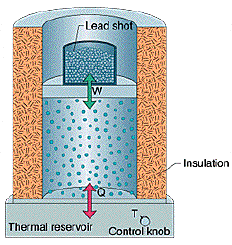 Lead shot
W
Insulation
Q
T
Thermal reservoir
Control knob